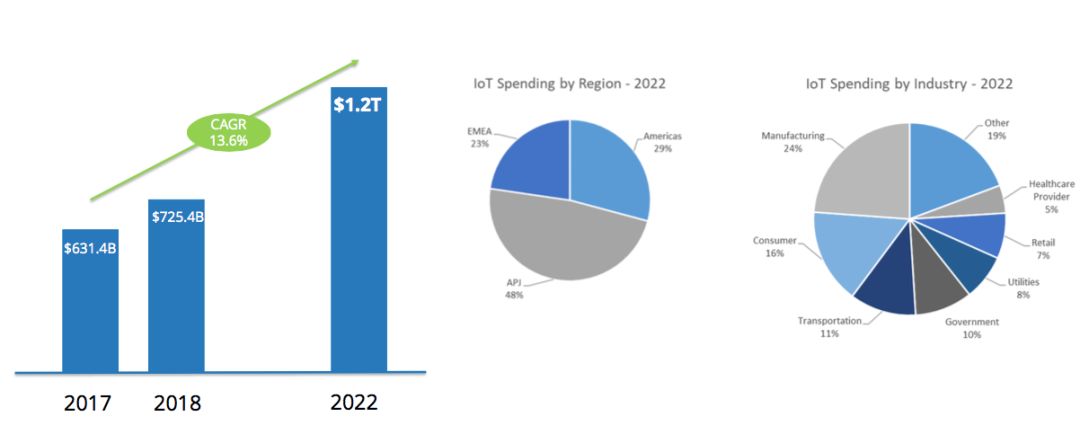 $1.2T
CAGR
13.6%
$725.4B
$631.4B
2017
2018
2022
IoT Spending by Region - 2022
EMEA
23%
Americas
29%
APJ
48%
IoT Spending by Industry - 2022
Other
19%
Manufacturing
24%
Healthcare
Provider
5%
Consumer
16%
Retail
7%
Utilities
8%
Transportation
11%
Government
10%